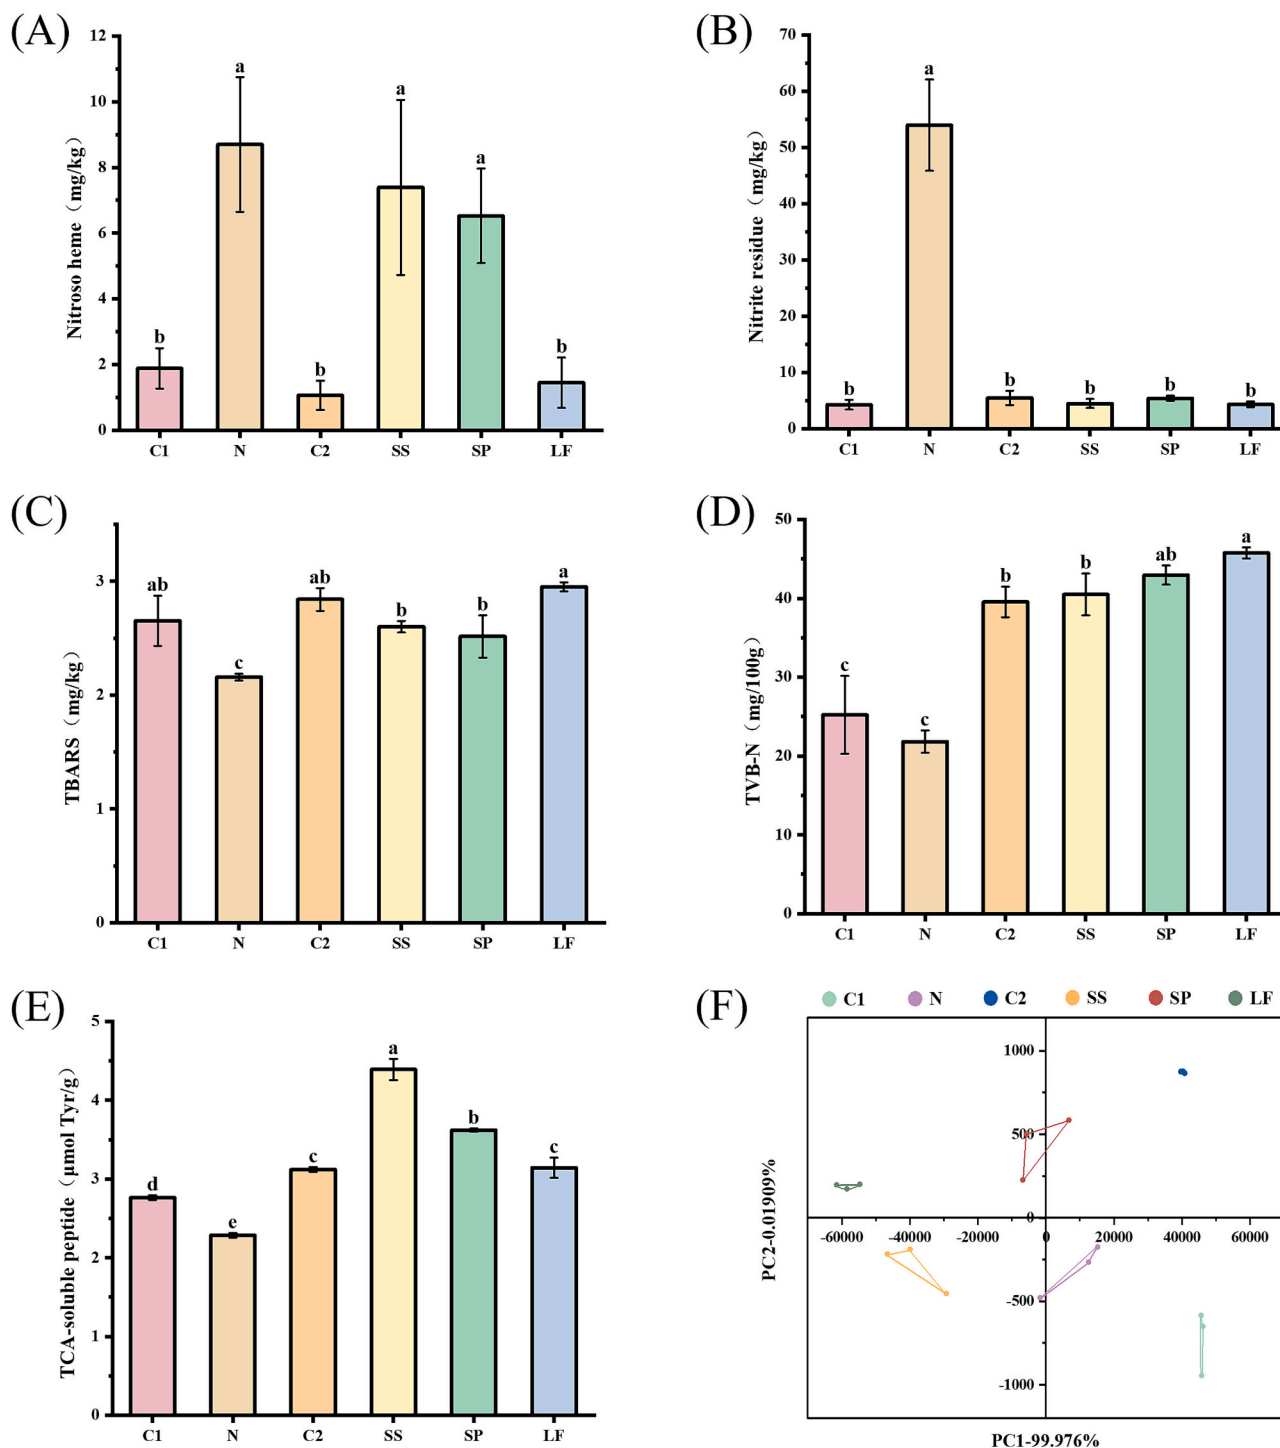 (A)
12
10
8
6
4
2
0
Nitroso heme（mg/kg）
b
a
b
a
a
b
C1 N C2 SS SP LF
(B)
70
60
50
40
30
20
10
0
Nitrite residue（mg/kg）
b
a
b
b
b
b
C1 N C2 SS SP LF
(C)
3
2
1
0
TBARS（mg/kg）
ab
c
ab
b
b
a
C1 N C2 SS SP LF
(D)
50
40
30
20
10
0
TVB-N（mg/100g）
c
c
b
b
ab
a
C1 N C2 SS SP LF
(E)
5
4
3
2
1
0
TCA-soluble peptide（μmol Tyr/g）
d
e
c
a
b
c
C1 N C2 SS SP LF
(F)
C1 N C2 SS SP LF
1000
500
0
-500
-1000
-60000 -40000 -20000 0 20000 40000 60000
PC2-0.01909%
PC1-99.976%